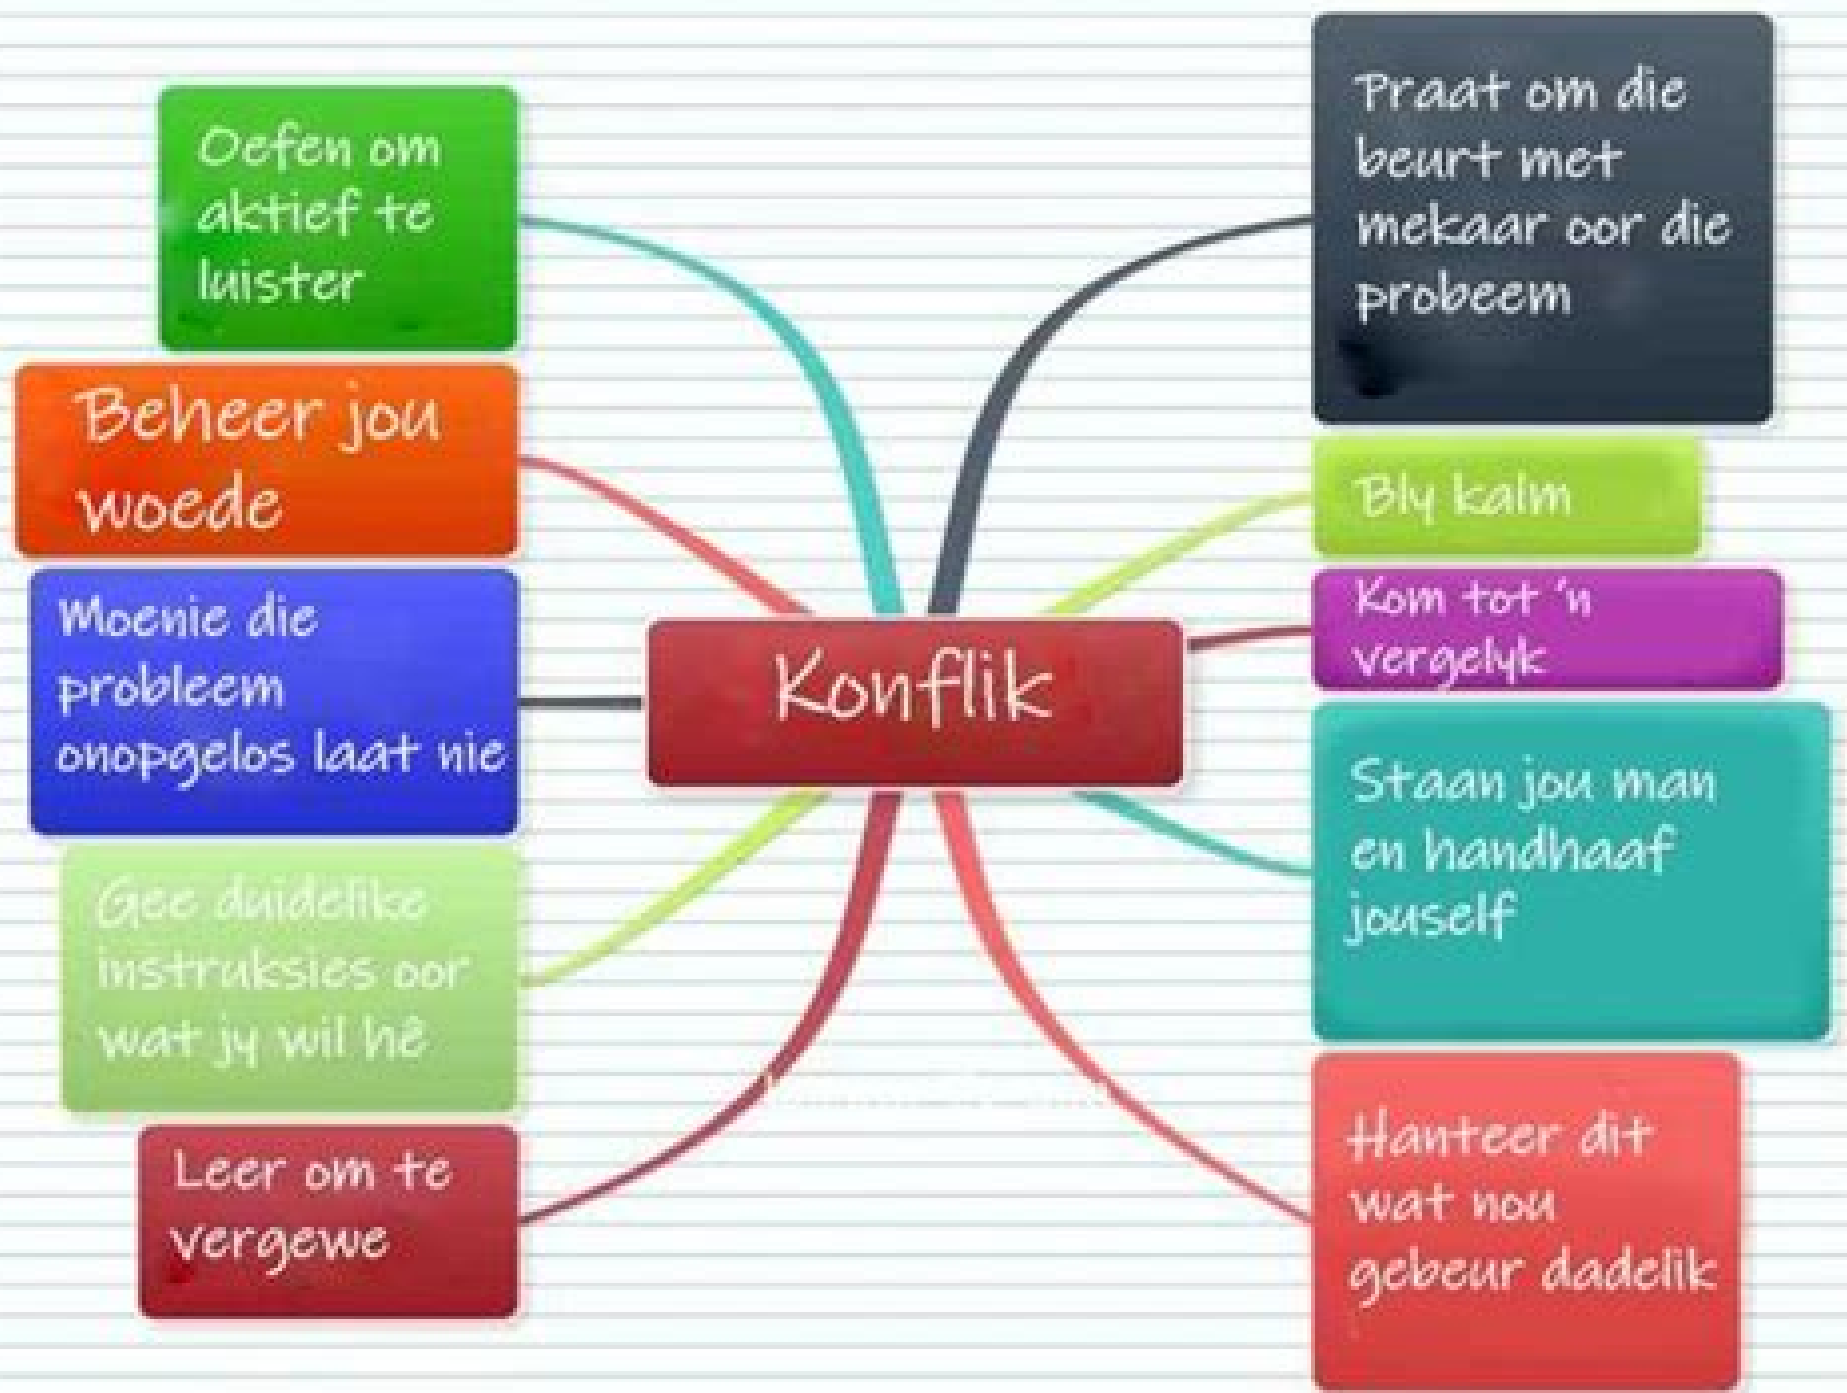 Oefen om
aktief te
luister
Beheer jou
woede
Moenie die
probleem
onopgelos laat nie
Gee duidelike
instruksies oor
wat jy wil hê
Leer om te
vergewe
Konflik
Praat om die
beurt met
mekaar oor die
probeem
Bly kalm
Kom tot 'n
vergelyk
Staan jou man
en handhaaf
jouself
Hanteer dit
wat nou
gebeur dadelik